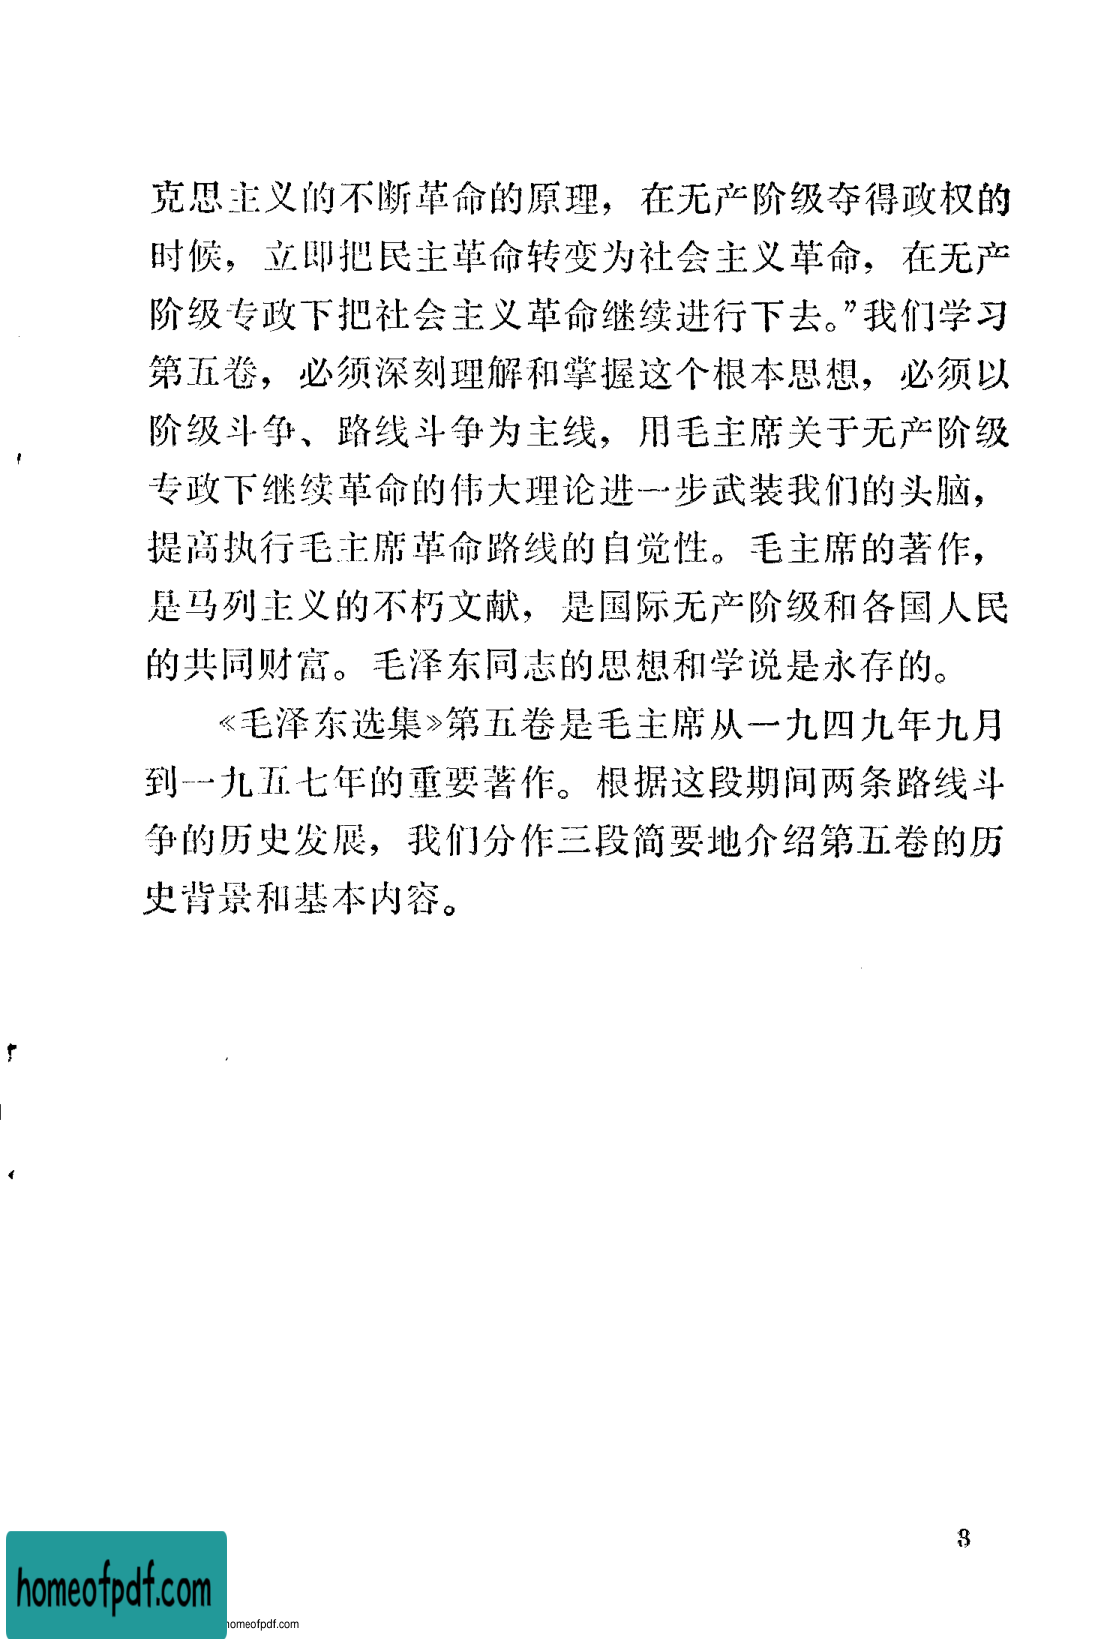 克思主义的不断革命的原理，在无产阶级夺得政权的
时候，立即把民主革命转变为社会主义革命，在无产
阶级专政下把社会主义革命继续进行下去。”我们学习
第五卷，必须深刻理解和掌握这个根本思想，必须以
阶级斗争、路线斗争为主线，用毛主席关于无产阶级
专政下继续革命的伟大理论进一步武装我们的头脑，
提高执行毛主席革命路线的自觉性。毛主席的著作，
是马列主义的不朽文献，是国际无产阶级和各国人民
的共同财富。毛泽东同志的思想和学说是永存的。
《毛泽东选集》第五卷是毛主席从一九四九年九月
到一九五七年的重要著作。根据这段期间两条路线斗
争的历史发展，我们分作三段简要地介绍第五卷的历
史背景和基本内容。
3
homeofpdf.com
homeofpdf.com